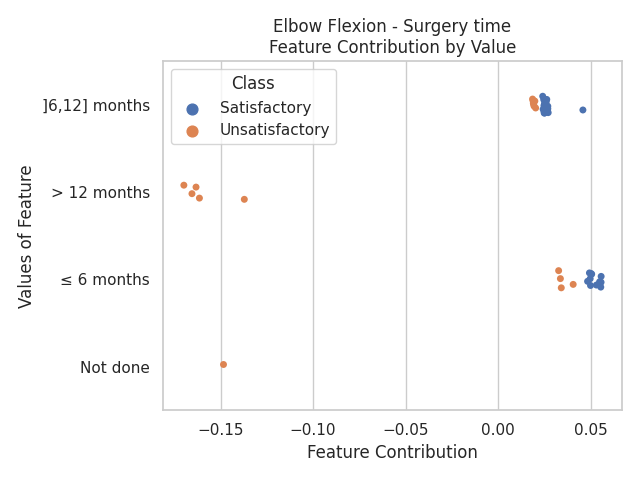 Elbow Flexion - Surgery time
Feature Contribution by Value
Class
Satisfactory
Unsatisfactory
Values of Feature
]6,12] months
> 12 months
≤ 6 months
Not done
−0.15 −0.10 −0.05 0.00 0.05
Feature Contribution